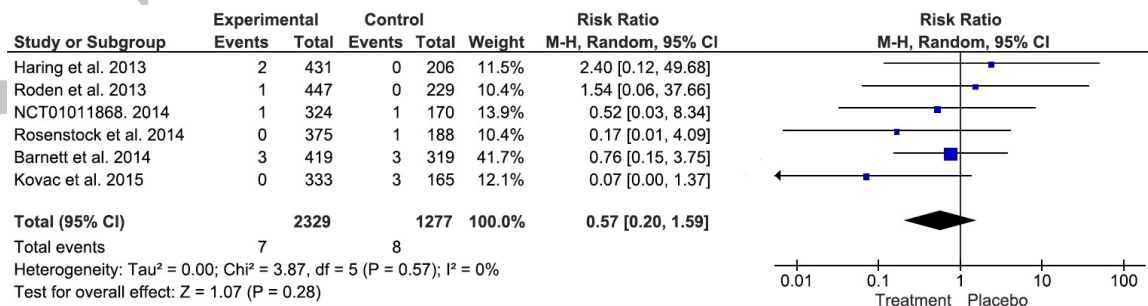 Experimental Control Risk Ratio Risk Ratio
Study or Subgroup Events Total Events Total Weight M-H, Random, 95% CI M-H, Random, 95% CI
Haring et al. 2013 2 431 0 206 11.5% 2.40 [0.12, 49.68]
Roden et al. 2013 1 447 0 229 10.4% 1.54 [0.06, 37.66]
NCT01011868. 2014 1 324 1 170 13.9% 0.52 [0.03, 8.34]
Rosenstock et al. 2014 0 375 1 188 10.4% 0.17 [0.01, 4.09]
Barnett et al. 2014 3 419 3 319 41.7% 0.76 [0.15, 3.75]
Kovac et al. 2015 0 333 3 165 12.1% 0.07 [0.00, 1.37]
Total (95% CI) 2329 1277 100.0% 0.57 [0.20, 1.59]
Total events 7 8
Heterogeneity: Tau² = 0.00; Chi² = 3.87, df = 5 (P = 0.57); I² = 0%
Test for overall effect: Z = 1.07 (P = 0.28)
0.01 0.1 1 10 100
Treatment Placebo